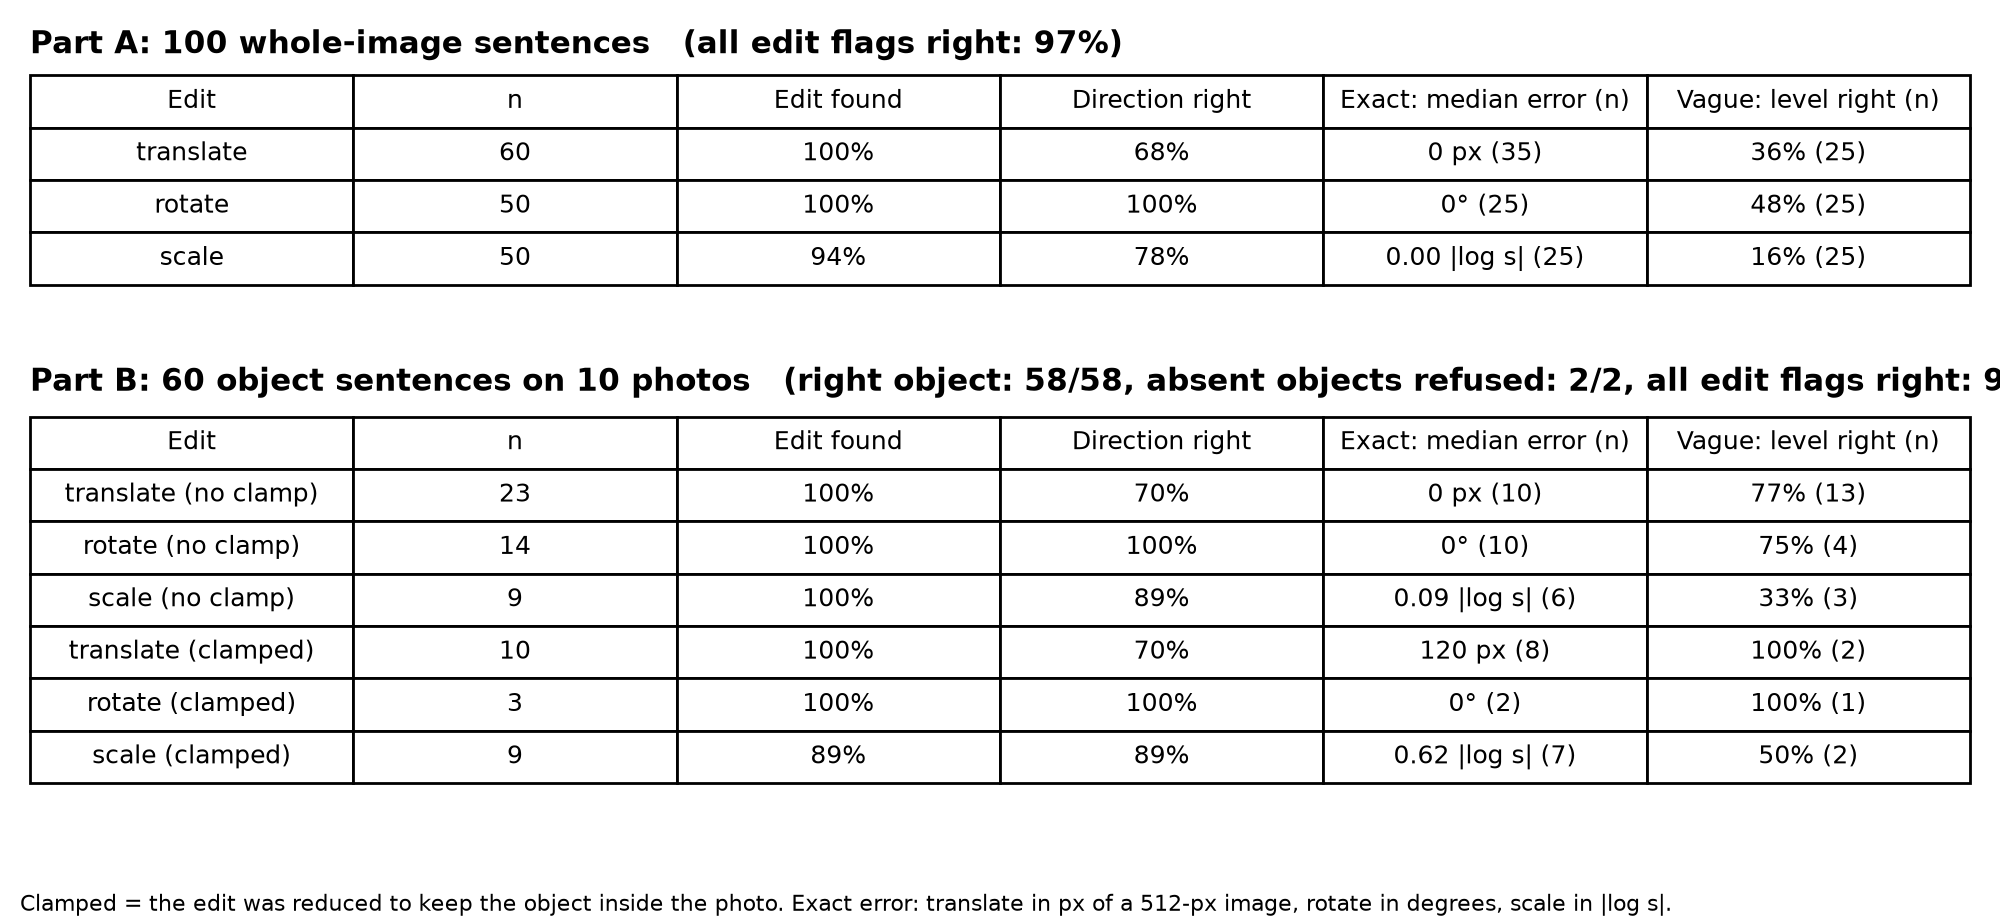 Part A: 100 whole-image sentences (all edit flags right: 97%)
Edit n Edit found Direction right Exact: median error (n) Vague: level right (n)
translate 60 100% 68% 0 px (35) 36% (25)
rotate 50 100% 100% 0° (25) 48% (25)
scale 50 94% 78% 0.00 |log s| (25) 16% (25)
Part B: 60 object sentences on 10 photos (right object: 58/58, absent objects refused: 2/2, all edit flags right:
Edit n Edit found Direction right Exact: median error (n) Vague: level right (n)
translate (no clamp) 23 100% 70% 0 px (10) 77% (13)
rotate (no clamp) 14 100% 100% 0° (10) 75% (4)
scale (no clamp) 9 100% 89% 0.09 |log s| (6) 33% (3)
translate (clamped) 10 100% 70% 120 px (8) 100% (2)
rotate (clamped) 3 100% 100% 0° (2) 100% (1)
scale (clamped) 9 89% 89% 0.62 |log s| (7) 50% (2)
Clamped = the edit was reduced to keep the object inside the photo. Exact error: translate in px of a 512-px image, rotate in degrees, scale in |log s|.